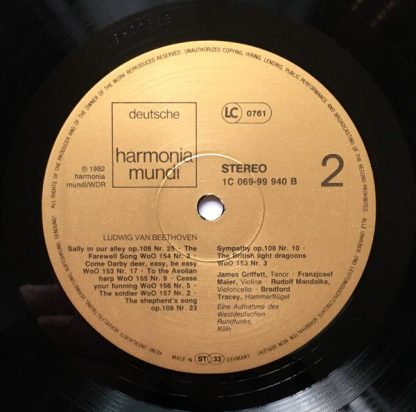 ALL RIGHTS OF THE PRODUCER AND OF THE OWNER OF THE WORK REPRODUCED RESERVED. UNAUTHORIZED COPYING, HIRING, LENDING, PUBLIC PERFORMANCE AND BROADCASTING OF THE RECORD PROHIBITED.
deutsche
harmonia
mundi
LC 0761
℗ 1982
harmonia
mundi/WDR
STEREO
1C 069-99 940 B
2
LUDWIG VAN BEETHOVEN
Sally in our alley op.108 Nr. 25 · The
Farewell Song WoO 154 Nr. 3 ·
Come Darby dear, easy, be easy
WoO 153 Nr. 17 · To the Aeolian
harp WoO 155 Nr. 9 · Cease
your funning WoO 156 Nr. 5 ·
The soldier WoO 157 Nr. 2 ·
The shepherd's song
op.108 Nr. 23
Sympathy op.108 Nr. 10 ·
The British light dragoons
WoO 153 Nr. 3
James Griffett, Tenor · Franzjosef
Maier, Violine · Rudolf Mandalka,
Violoncello · Bradford
Tracey, Hammerflügel
Eine Aufnahme des
Westdeutschen
Rundfunks,
Köln
MADE IN ST 33 GERMANY